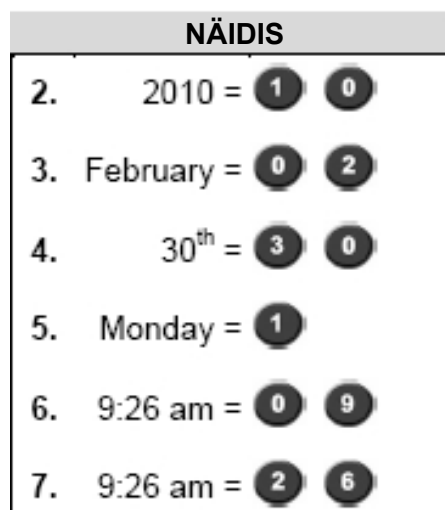 NÄIDIS
2. 2010 = 1 0
3. February = 0 2
4. 30th = 3 0
5. Monday = 1
6. 9:26 am = 0 9
7. 9:26 am = 2 6